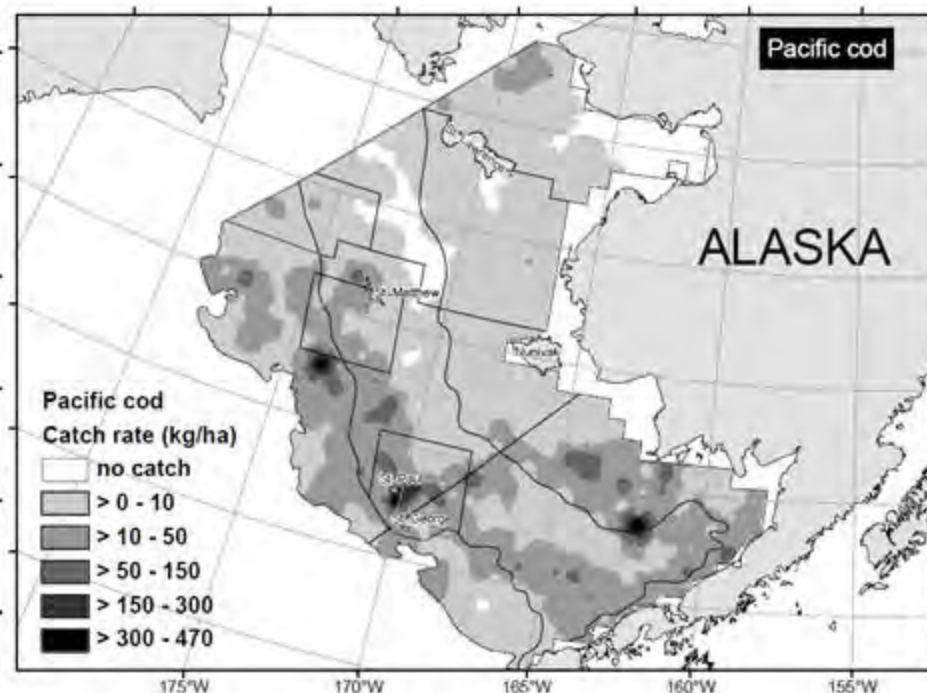 Pacific cod
ALASKA
St. Matthew
Nunivak
Pacific cod
Catch rate (kg/ha)
no catch
> 0 - 10
> 10 - 50
> 50 - 150
> 150 - 300
> 300 - 470
St. Paul
St. George
175°W
170°W
165°W
160°W
155°W